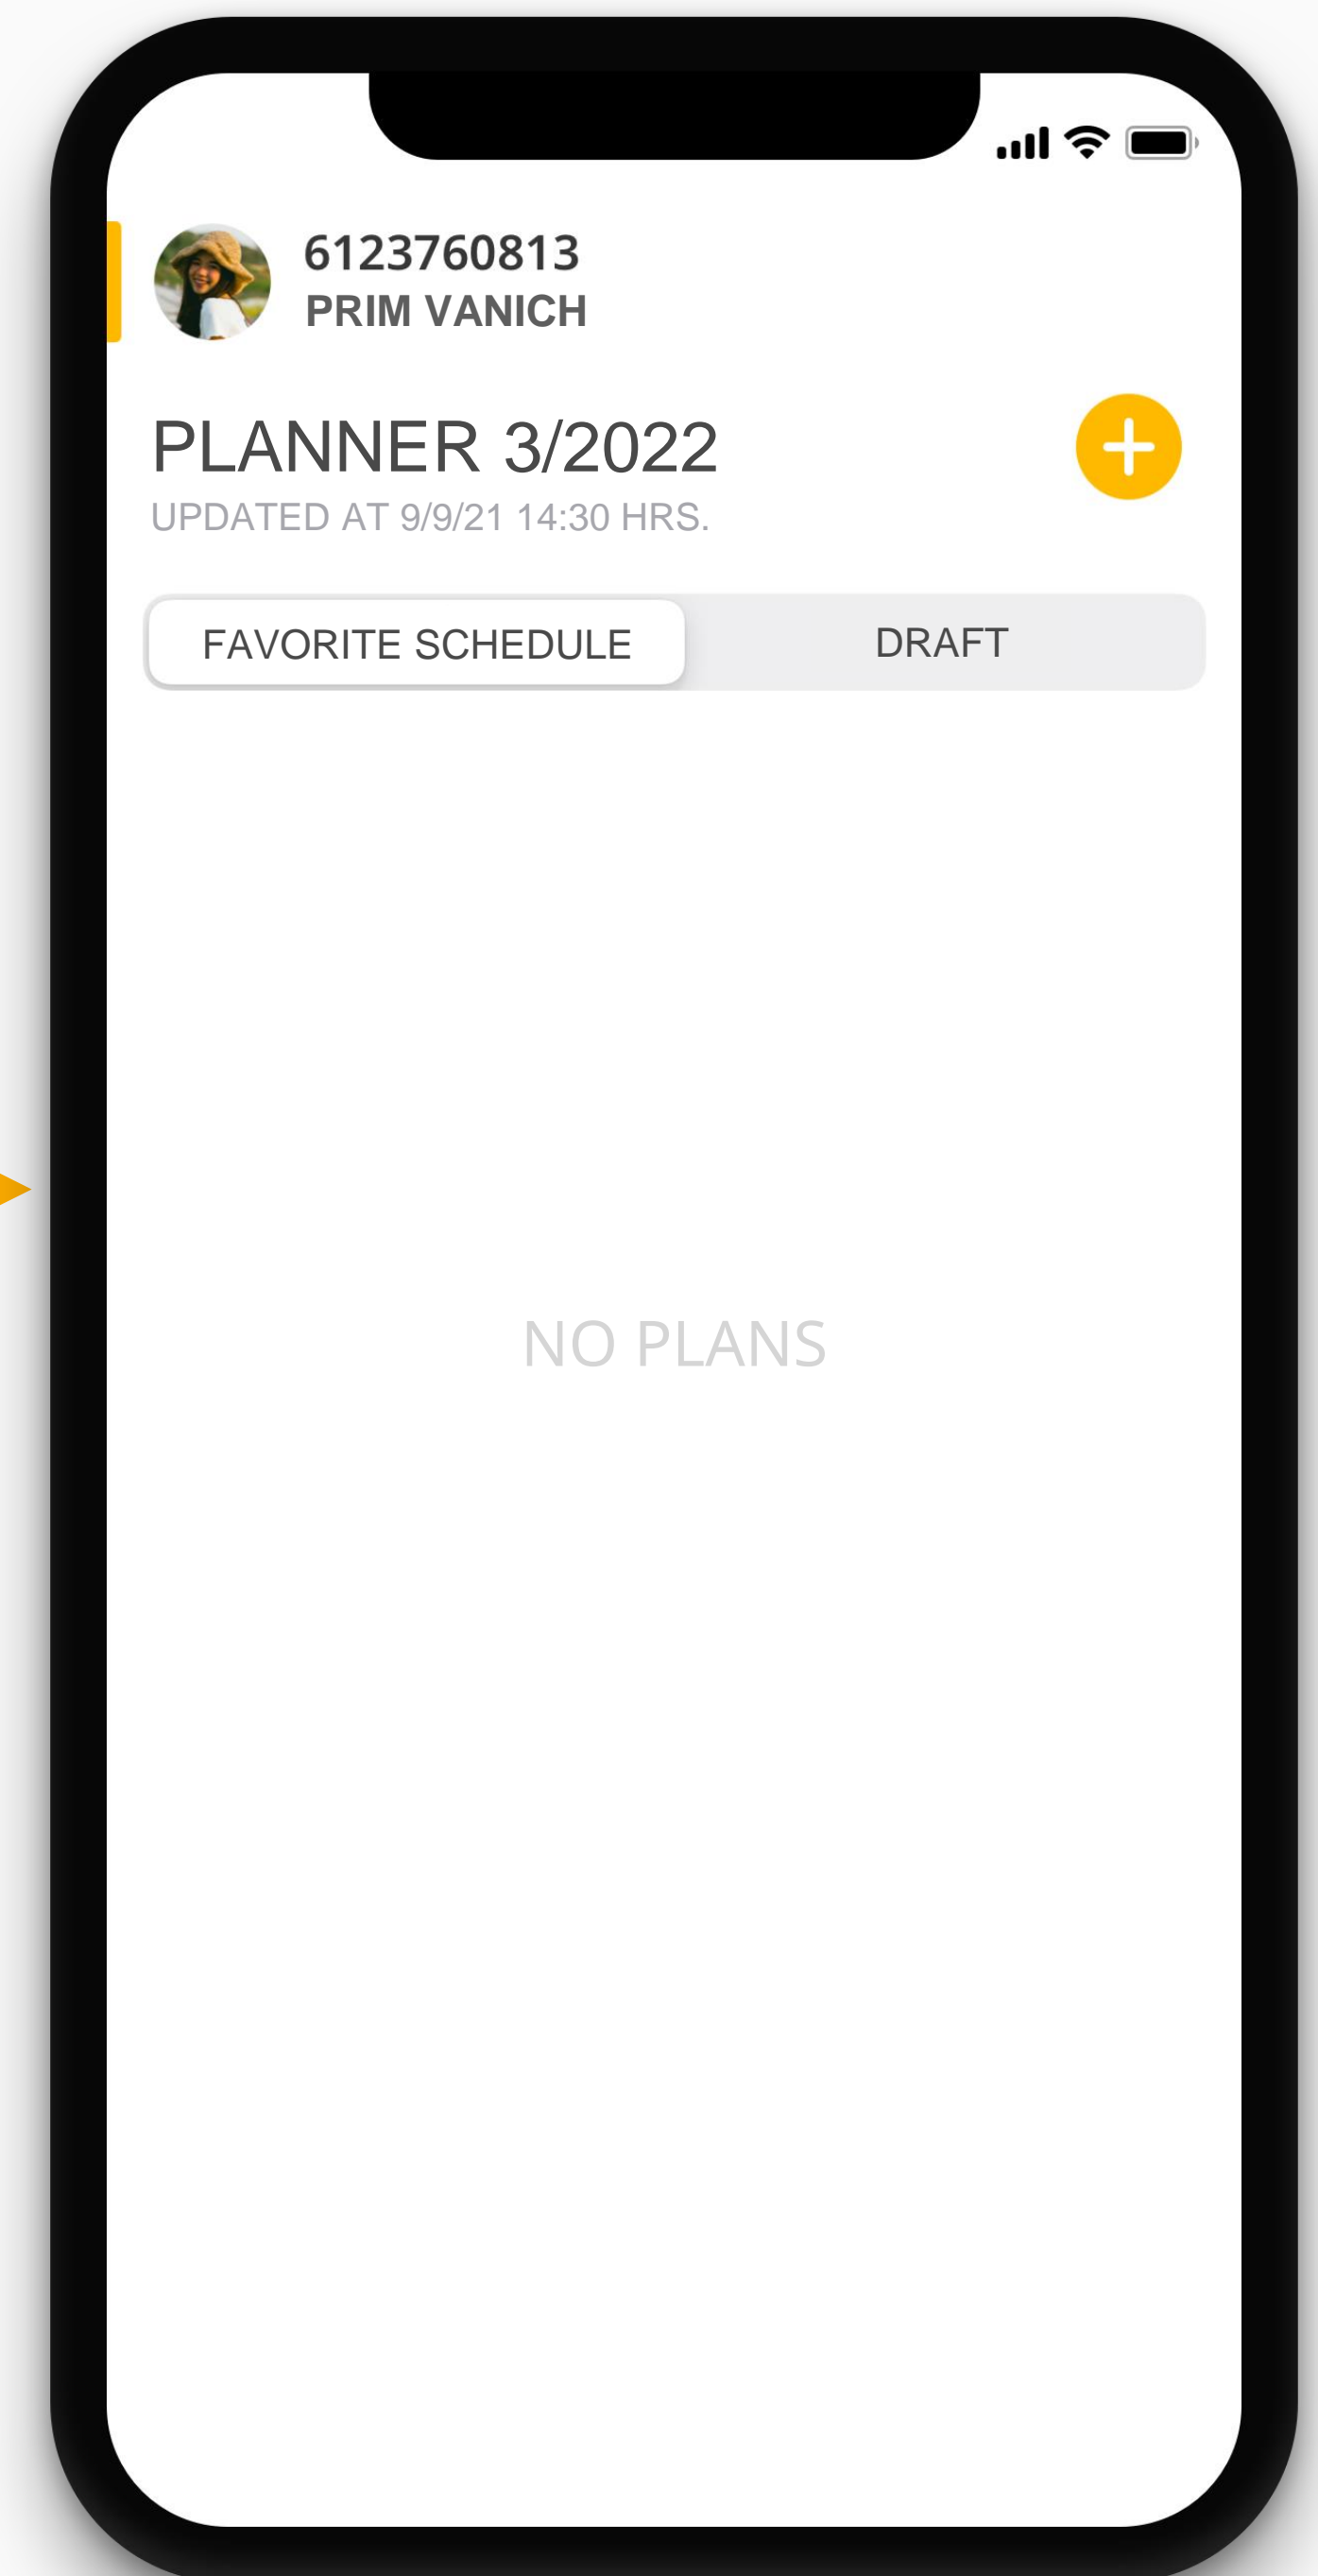 6123760813
PRIM VANICH
PLANNER 3/2022
UPDATED AT 9/9/21 14:30 HRS.
FAVORITE SCHEDULE
DRAFT
NO PLANS